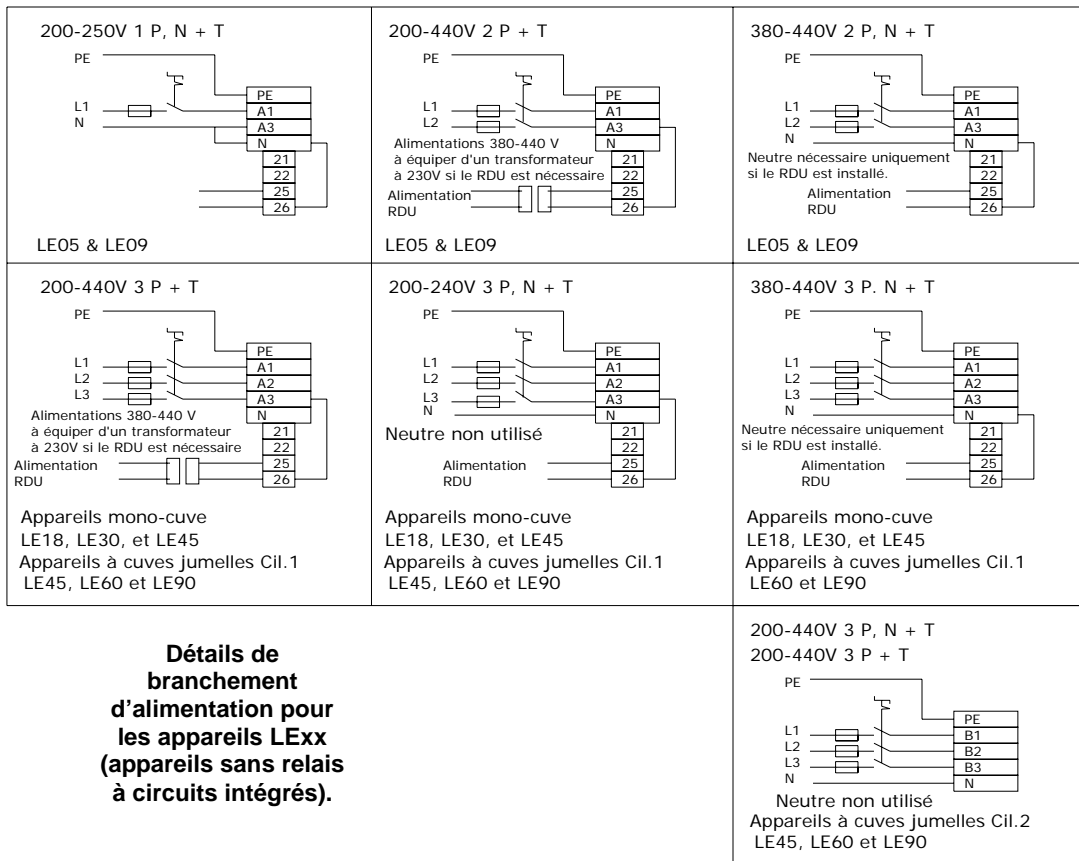 200-250V 1 P, N + T
PE
L1
N
PE
A1
A3
N
21
22
25
26
LE05 & LE09
200-440V 2 P + T
PE
L1
L2
PE
A1
A3
N
Alimentations 380-440 V
à équiper d'un transformateur
à 230V si le RDU est nécessaire
21
22
25
26
Alimentation
RDU
LE05 & LE09
380-440V 2 P, N + T
PE
L1
L2
N
PE
A1
A3
N
Neutre nécessaire uniquement
si le RDU est installé.
21
22
25
26
Alimentation
RDU
LE05 & LE09
200-440V 3 P + T
PE
L1
L2
L3
PE
A1
A2
A3
N
Alimentations 380-440 V
à équiper d'un transformateur
à 230V si le RDU est nécessaire
21
22
25
26
Alimentation
RDU
Appareils mono-cuve
LE18, LE30, et LE45
Appareils à cuves jumelles Cil.1
LE45, LE60 et LE90
200-240V 3 P, N + T
PE
L1
L2
L3
N
PE
A1
A2
A3
N
Neutre non utilisé
21
22
25
26
Alimentation
RDU
Appareils mono-cuve
LE18, LE30, et LE45
Appareils à cuves jumelles Cil.1
LE45, LE60 et LE90
380-440V 3 P. N + T
PE
L1
L2
L3
N
PE
A1
A2
A3
N
Neutre nécessaire uniquement
si le RDU est installé.
21
22
25
26
Alimentation
RDU
Appareils mono-cuve
LE18, LE30, et LE45
Appareils à cuves jumelles Cil.1
LE60 et LE90
Détails de
branchement
d’alimentation pour
les appareils LExx
(appareils sans relais
à circuits intégrés).
200-440V 3 P, N + T
200-440V 3 P + T
PE
L1
L2
L3
N
PE
B1
B2
B3
N
Neutre non utilisé
Appareils à cuves jumelles Cil.2
LE45, LE60 et LE90